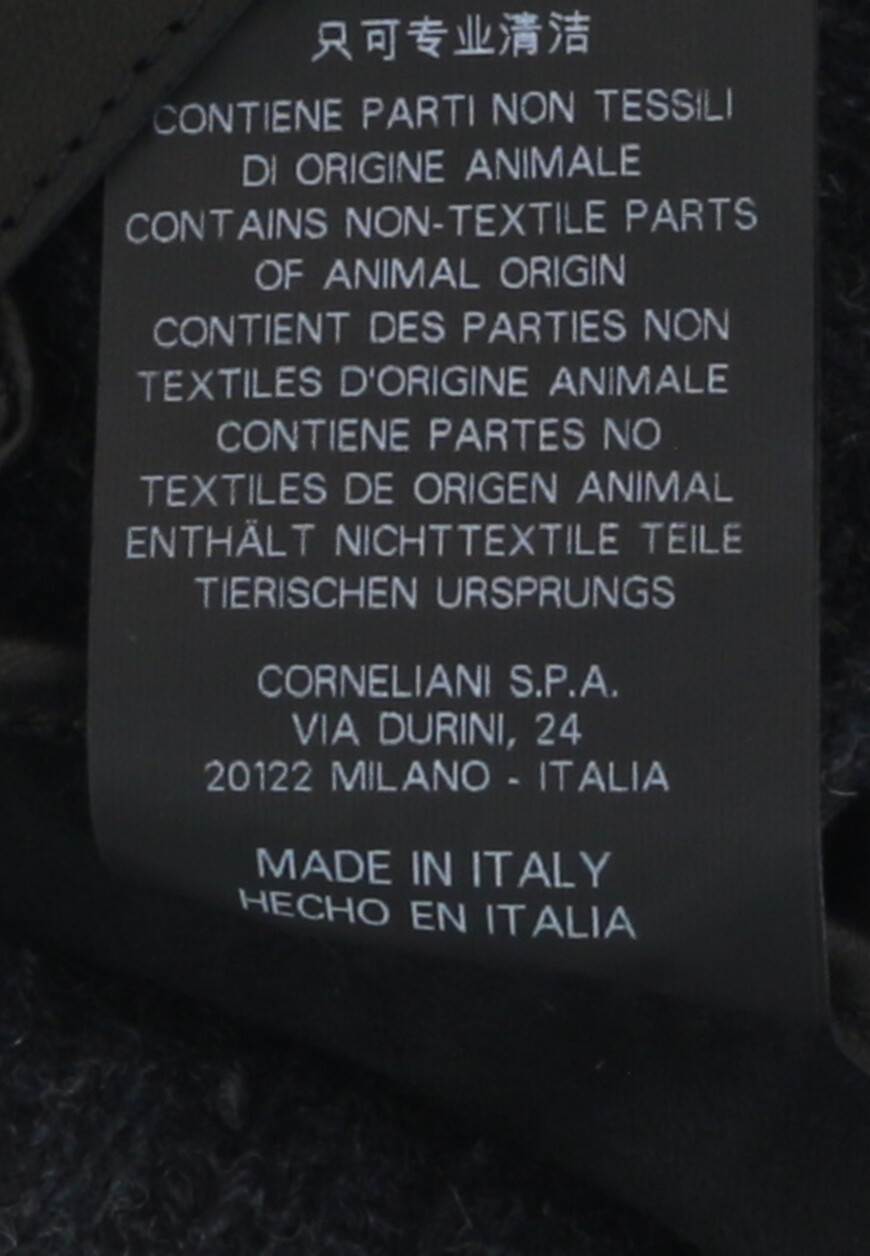 只可专业清洁
CONTIENE PARTI NON TESSILI
DI ORIGINE ANIMALE
CONTAINS NON-TEXTILE PARTS
OF ANIMAL ORIGIN
CONTIENT DES PARTIES NON
TEXTILES D'ORIGINE ANIMALE
CONTIENE PARTES NO
TEXTILES DE ORIGEN ANIMAL
ENTHÄLT NICHTTEXTILE TEILE
TIERISCHEN URSPRUNGS
CORNELIANI S.P.A.
VIA DURINI, 24
20122 MILANO - ITALIA
MADE IN ITALY
HECHO EN ITALIA